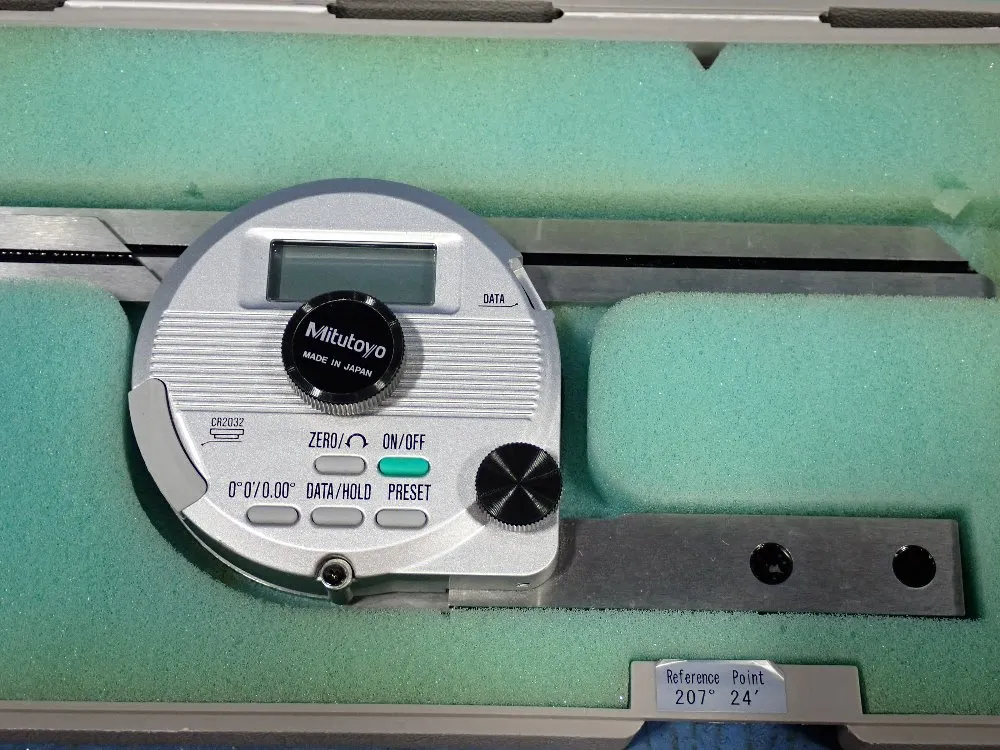 DATA
Mitutoyo
MADE IN JAPAN
CR2032
ZERO/ ON/OFF
0°0'/0.00° DATA/HOLD PRESET
Reference Point
207° 24'